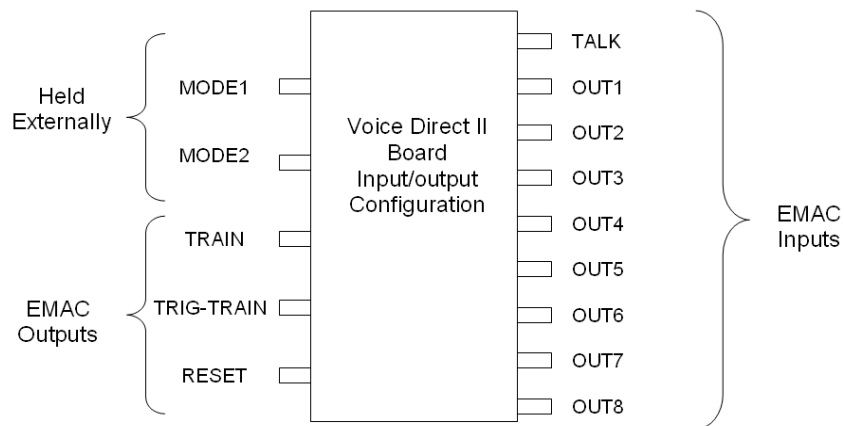 Held
Externally
MODE1
MODE2
EMAC
Outputs
TRAIN
TRIG-TRAIN
RESET
Voice Direct II
Board
Input/output
Configuration
TALK
OUT1
OUT2
OUT3
OUT4
OUT5
OUT6
OUT7
OUT8
EMAC
Inputs